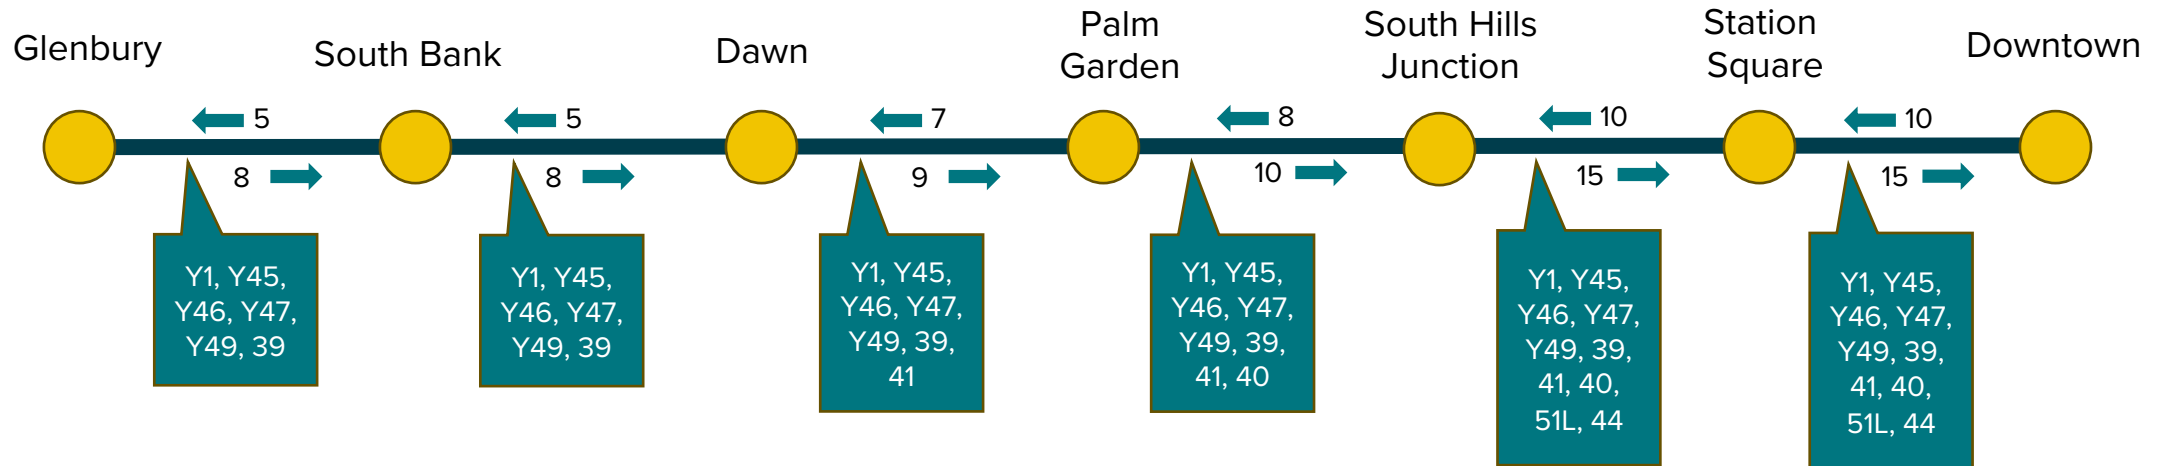 Glenbury
South Bank
Dawn
Palm
Garden
South Hills
Junction
Station
Square
Downtown
5
5
7
8
10
10
8
8
9
10
15
15
Y1, Y45,
Y46, Y47,
Y49, 39
Y1, Y45,
Y46, Y47,
Y49, 39
Y1, Y45,
Y46, Y47,
Y49, 39,
41
Y1, Y45,
Y46, Y47,
Y49, 39,
41, 40
Y1, Y45,
Y46, Y47,
Y49, 39,
41, 40,
51L, 44
Y1, Y45,
Y46, Y47,
Y49, 39,
41, 40,
51L, 44